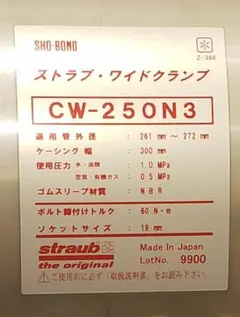 SHO-BOND
Z-388
ストラブ・ワイドクランプ
CW-250N3
適用管外径 : 261 mm ～ 272 mm
ケーシング幅 : 300 mm
使用圧力 水・油類 : 1.0 MPa
空気・有機ガス : 0.5 MPa
ゴムスリーブ材質 : NBR
ボルト締付けトルク : 60 N・m
ソケットサイズ : 19 mm
straub
the original
Made In Japan
LotNo. 9900
ご使用前に必ず「取扱説明書」をお読み下さい。